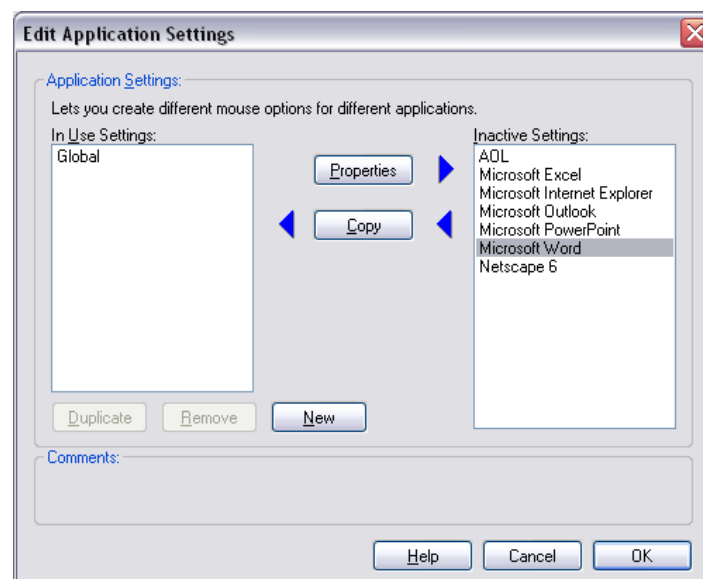 Edit Application Settings
Application Settings:
Lets you create different mouse options for different applications.
In Use Settings:
Global
Properties
Copy
Inactive Settings:
AOL
Microsoft Excel
Microsoft Internet Explorer
Microsoft Outlook
Microsoft PowerPoint
Microsoft Word
Netscape 6
Duplicate
Remove
New
Comments:
Help
Cancel
OK